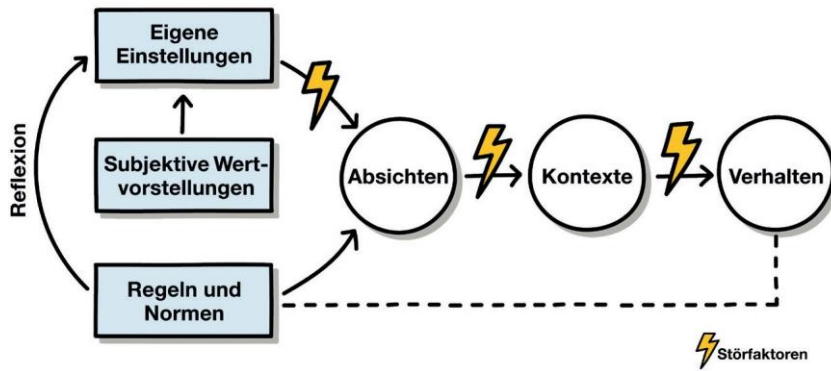 Eigene
Einstellungen
Reflexion
Subjektive Wert-
vorstellungen
Absichten
Kontexte
Verhalten
Regeln und
Normen
Störfaktoren